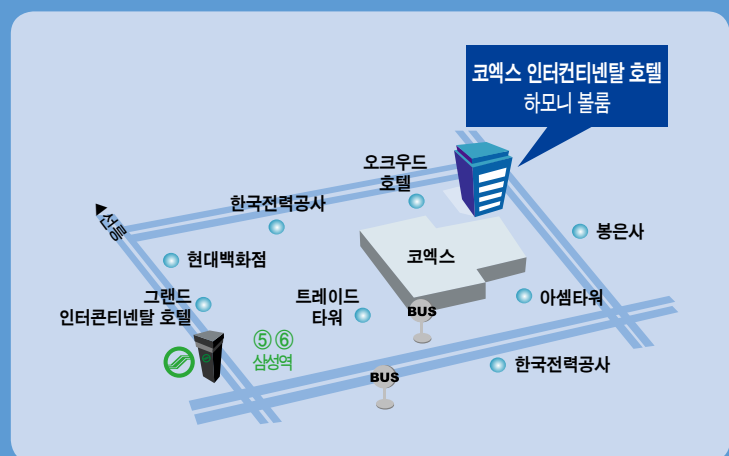 코엑스 인터컨티넨탈 호텔
하모니 볼룸
오크우드
호텔
한국전력공사
▲선릉
현대백화점
봉은사
코엑스
그랜드
인터콘티넨탈 호텔
트레이드
타워
아셈타워
BUS
⑤ ⑥
삼성역
한국전력공사
BUS